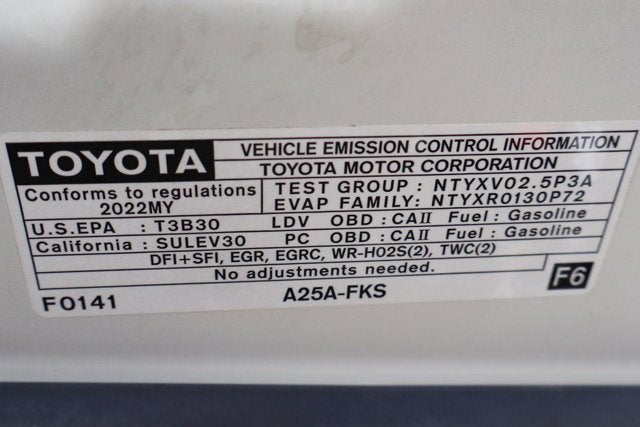 TOYOTA
VEHICLE EMISSION CONTROL INFORMATION
TOYOTA MOTOR CORPORATION
Conforms to regulations
2022MY
TEST GROUP : NTYXV02.5P3A
EVAP FAMILY: NTYXR0130P72
U.S.EPA : T3B30 LDV OBD : CAII Fuel : Gasoline
California : SULEV30 PC OBD : CAII Fuel : Gasoline
DFI+SFI, EGR, EGRC, WR-HO2S(2), TWC(2)
No adjustments needed.
F0141
A25A-FKS
F6